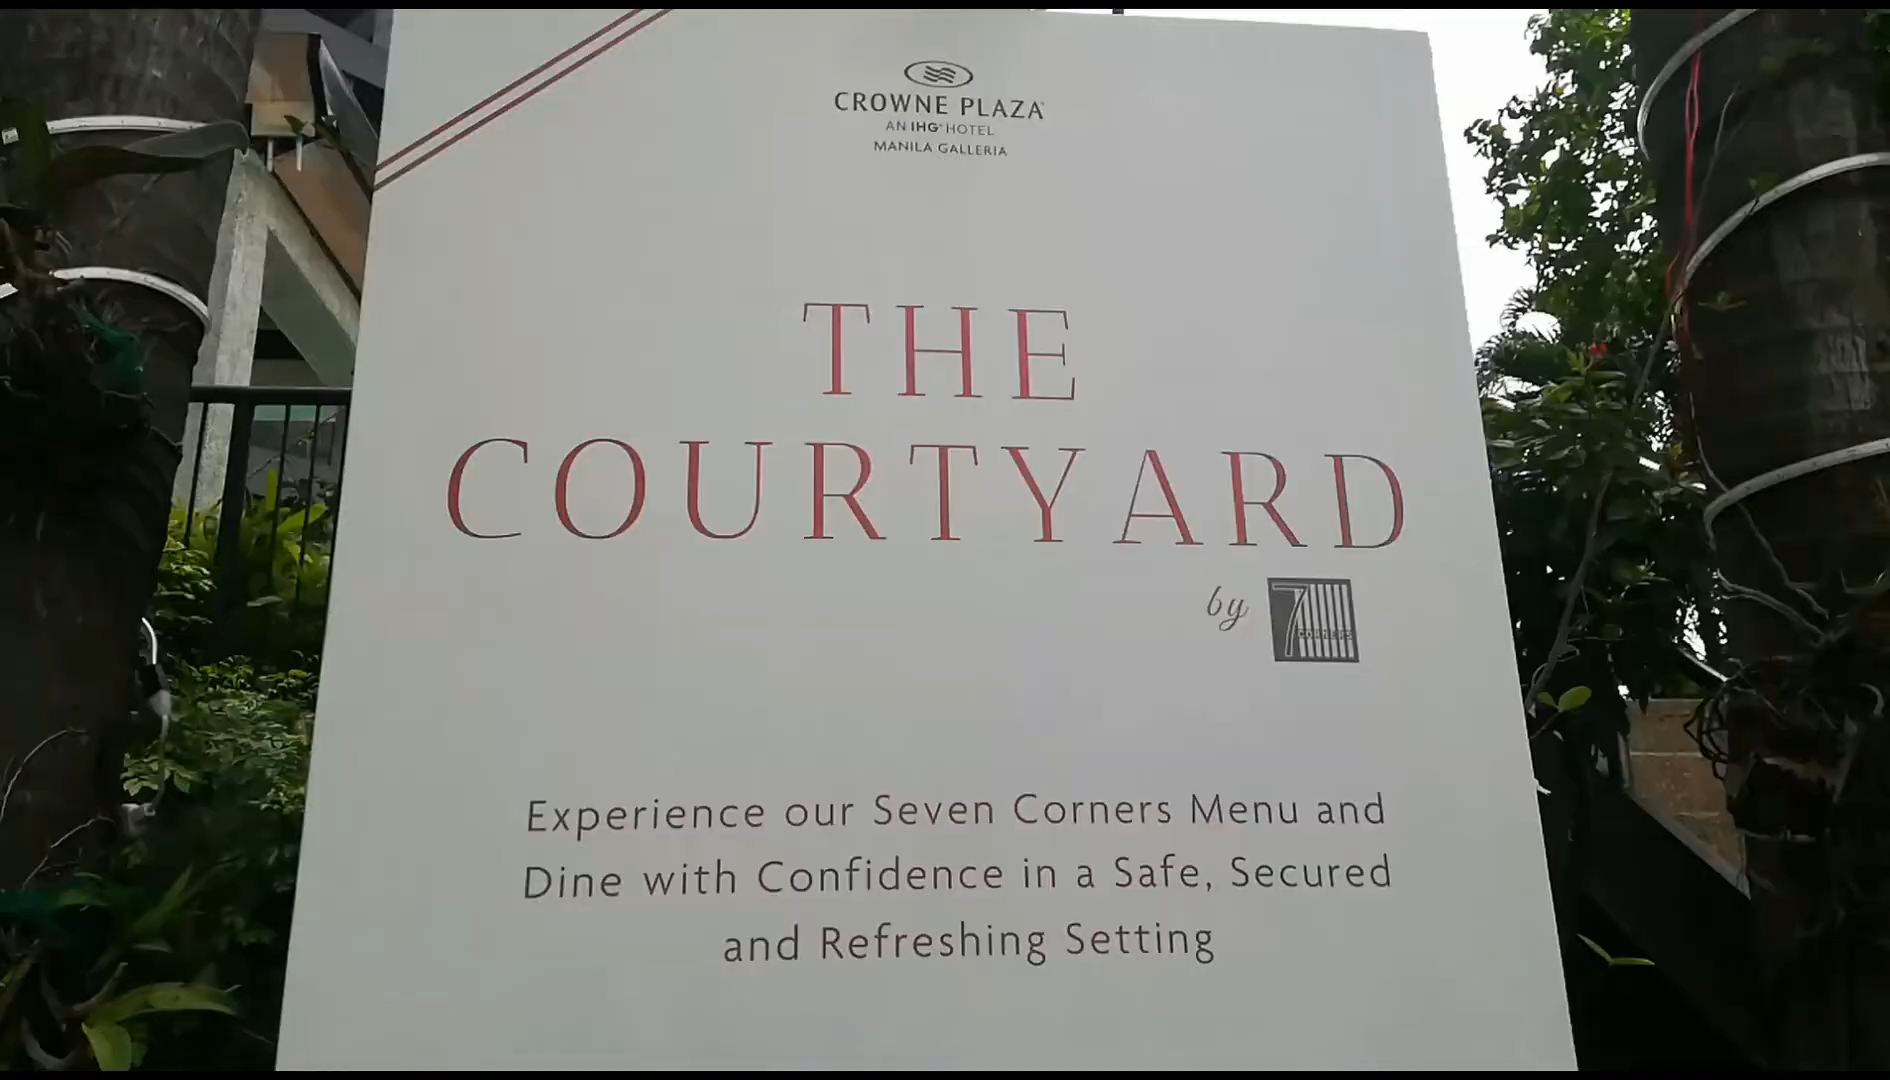 CROWNE PLAZA
AN IHG® HOTEL
MANILA GALLERIA
THE
COURTYARD
by 7 CORNERS
Experience our Seven Corners Menu and
Dine with Confidence in a Safe, Secured
and Refreshing Setting